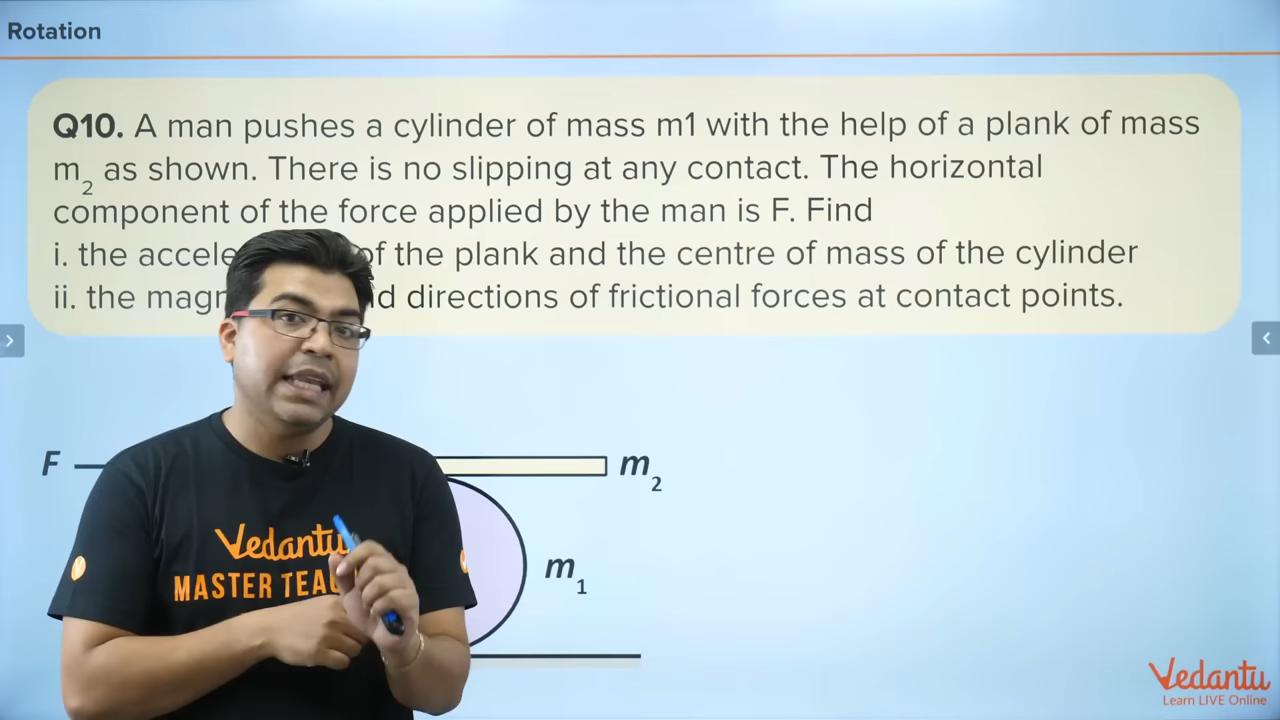 Rotation
Q10. A man pushes a cylinder of mass m1 with the help of a plank of mass
m2 as shown. There is no slipping at any contact. The horizontal
component of the force applied by the man is F. Find
i. the accele of the plank and the centre of mass of the cylinder
ii. the magn nd directions of frictional forces at contact points.
F
m2
m1
Vedantu
MASTER TEA
Vedantu
Learn LIVE Online